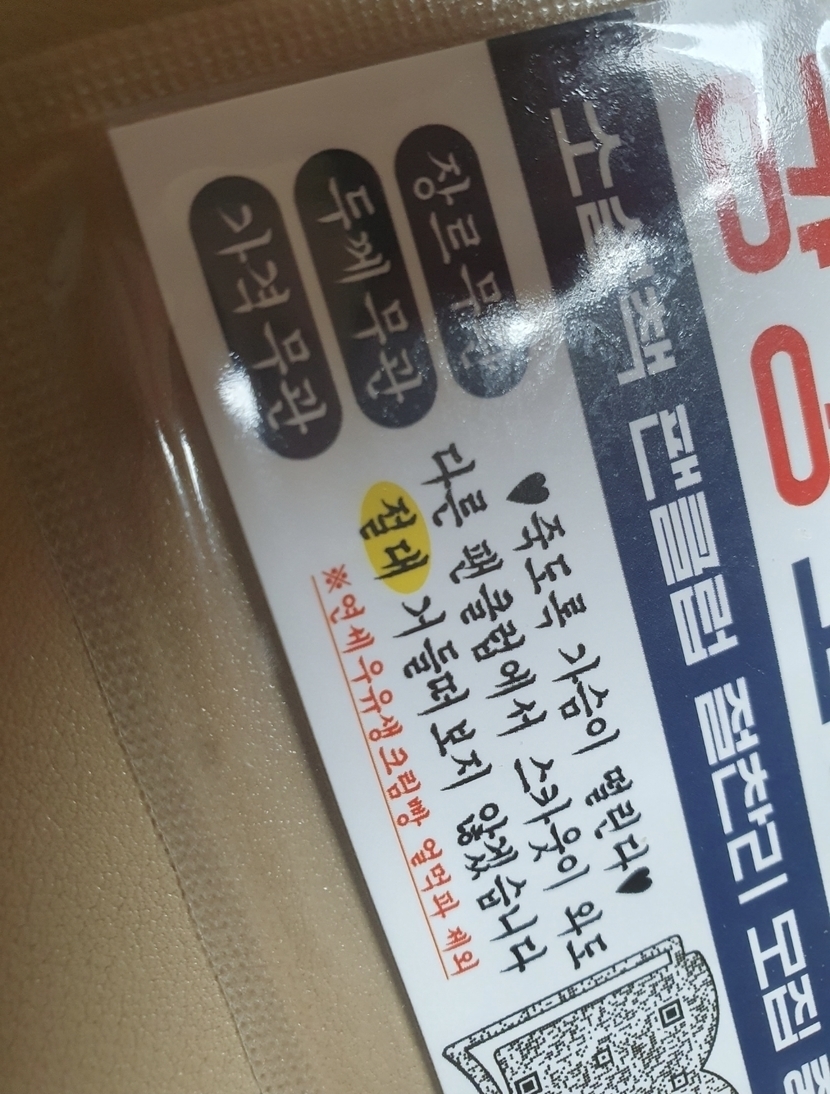 소설책 팬클럽 절찬리 모집
장르무관
두께무관
가격무관
♥죽도록 가슴이 떨린다♥
다른 팬클럽에서 스카웃이 와도
절대 거들떠 보지 않겠습니다
※연세우유생크림빵 얼먹파 제외